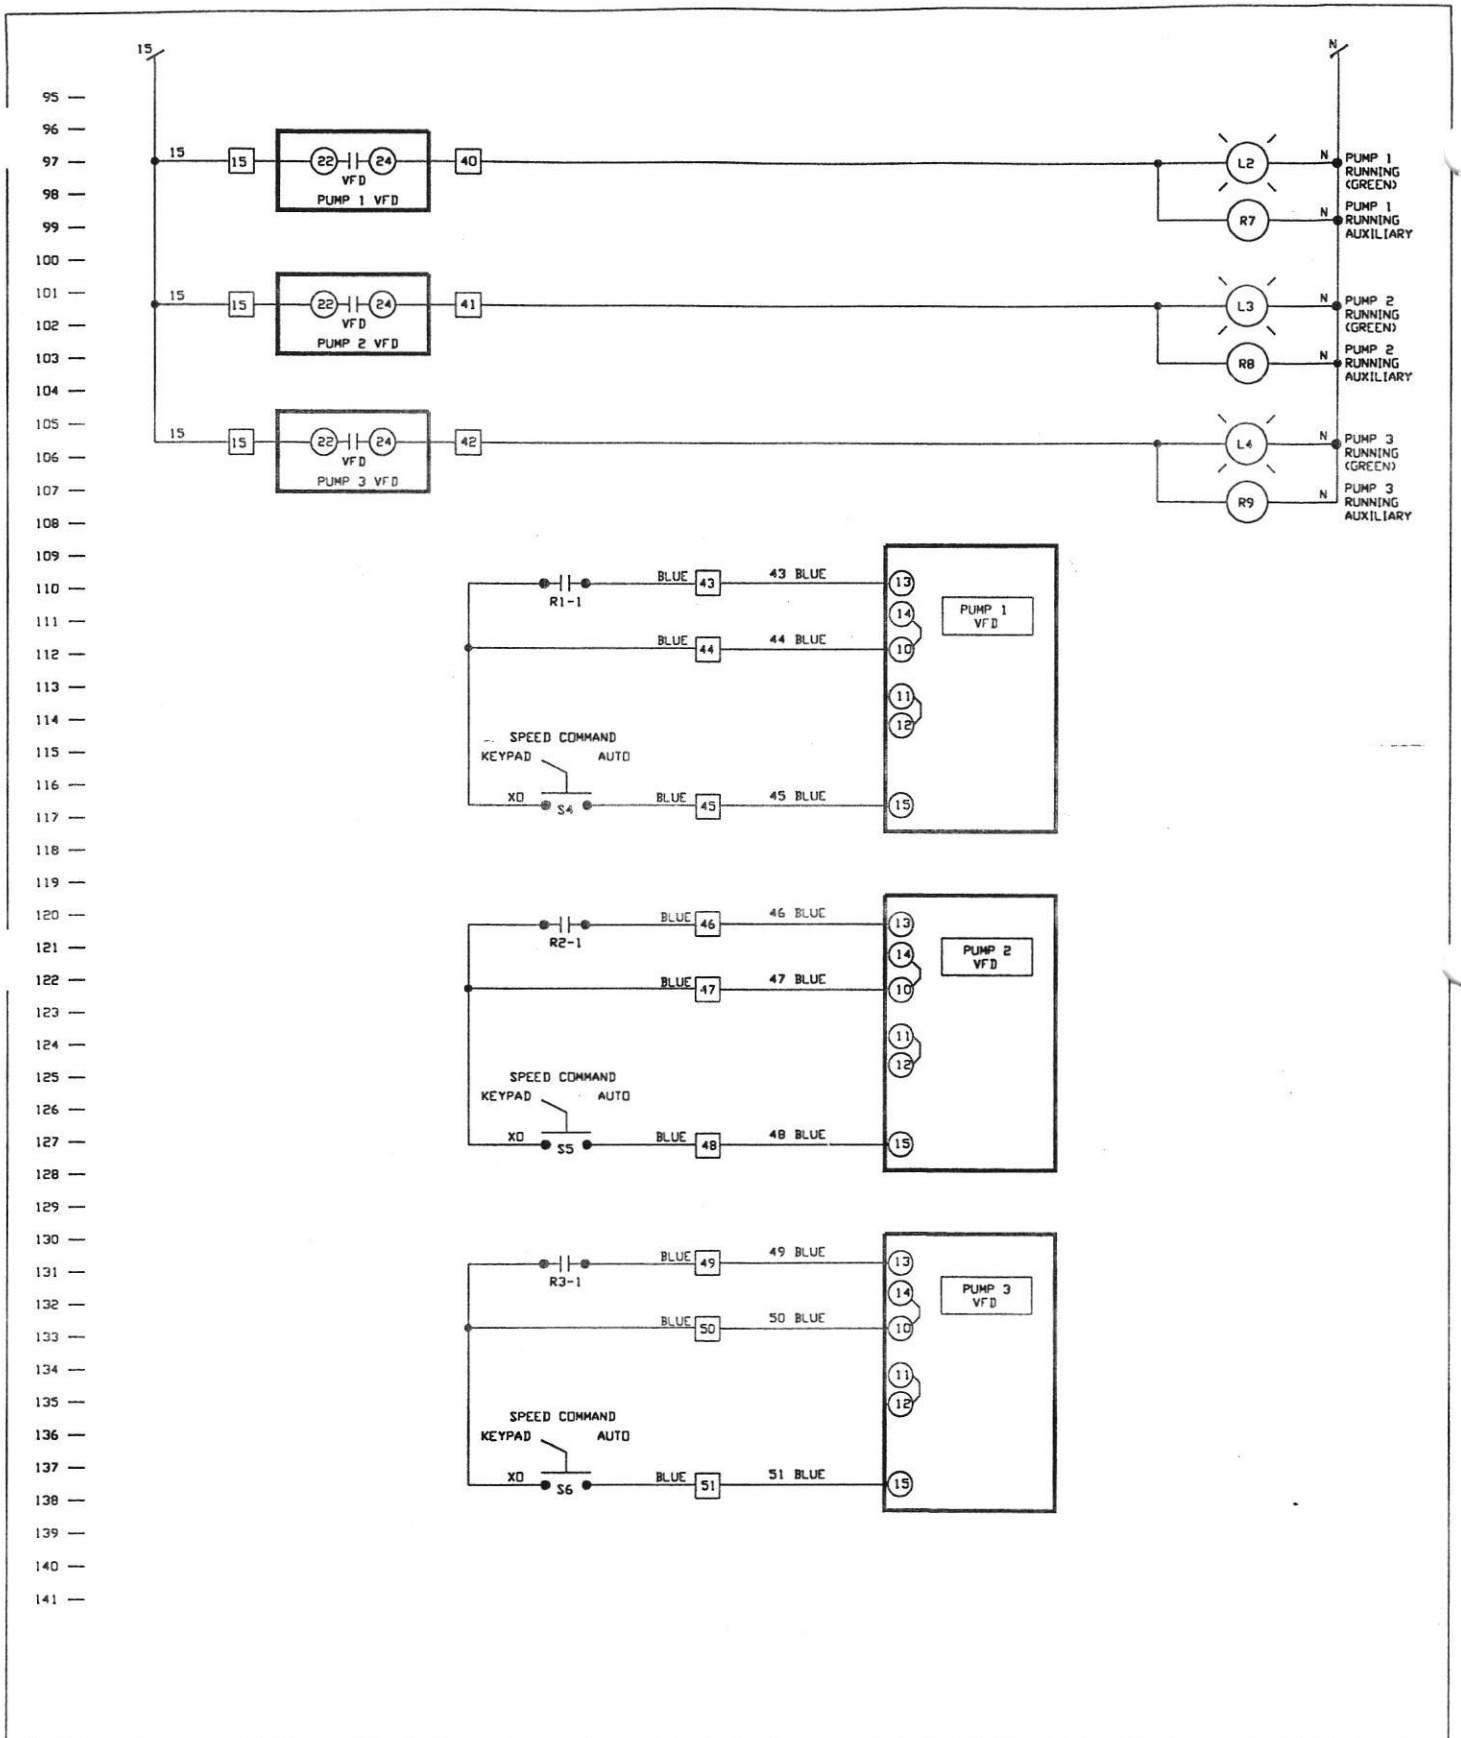 15 N
95 —
96 —
97 — 15 15 22 24 40 L2 N PUMP 1
VFD RUNNING
98 — PUMP 1 VFD (GREEN)
PUMP 1
99 — R7 N RUNNING
AUXILIARY
100 —
101 — 15 15 22 24 41 L3 N PUMP 2
102 — VFD RUNNING
PUMP 2 VFD (GREEN)
103 — R8 N PUMP 2
RUNNING
104 — AUXILIARY
105 —
15 15 22 24 42 L4 N PUMP 3
106 — VFD RUNNING
PUMP 3 VFD (GREEN)
107 — R9 N PUMP 3
RUNNING
108 — AUXILIARY
109 —
110 — BLUE 43 43 BLUE 13
R1-1 PUMP 1
111 — 14 VFD
112 — BLUE 44 44 BLUE 10
113 — 11
114 — 12
SPEED COMMAND
115 — KEYPAD AUTO
116 —
XO S4 BLUE 45 45 BLUE 15
117 —
118 —
119 —
120 — BLUE 46 46 BLUE 13
121 — R2-1 14 PUMP 2
VFD
122 — BLUE 47 47 BLUE 10
123 —
124 — 11
125 — SPEED COMMAND 12
126 — KEYPAD AUTO
127 — XO S5 BLUE 48 48 BLUE 15
128 —
129 —
130 —
131 — BLUE 49 49 BLUE 13
R3-1 PUMP 3
132 — 14 VFD
133 — BLUE 50 50 BLUE 10
134 — 11
135 — 12
SPEED COMMAND
136 — KEYPAD AUTO
137 — XO S6 BLUE 51 51 BLUE 15
138 —
139 —
140 —
141 —